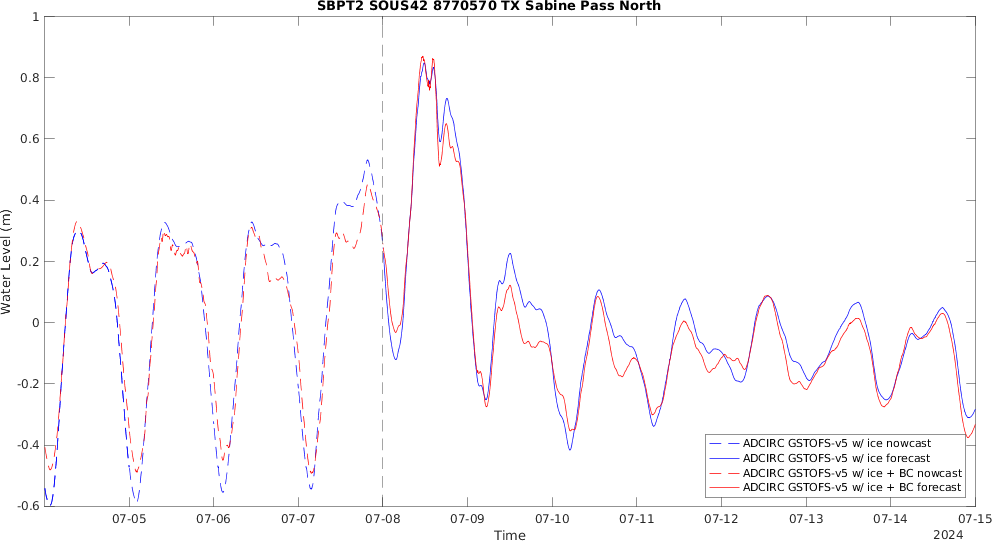 SBPT2 SOUS42 8770570 TX Sabine Pass North
1
0.8
0.6
0.4
0.2
0
-0.2
-0.4
-0.6
Water Level (m)
07-05 07-06 07-07 07-08 07-09 07-10 07-11 07-12 07-13 07-14 07-15
Time
2024
ADCIRC GSTOFS-v5 w/ ice nowcast
ADCIRC GSTOFS-v5 w/ ice forecast
ADCIRC GSTOFS-v5 w/ ice + BC nowcast
ADCIRC GSTOFS-v5 w/ ice + BC forecast